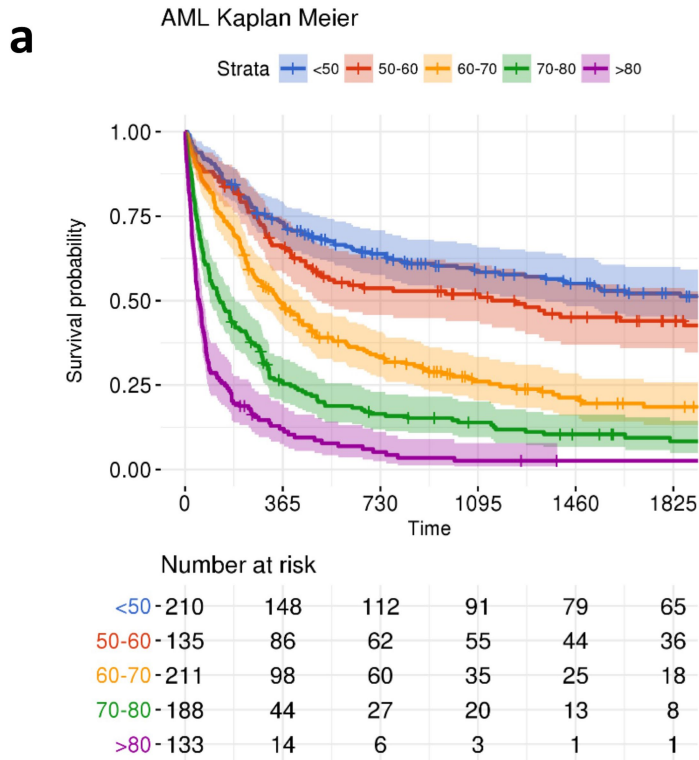 AML Kaplan Meier
a
Strata <50 50-60 60-70 70-80 >80
Survival probability
1.00
0.75
0.50
0.25
0.00
0 365 730 1095 1460 1825
Time
Number at risk
<50 210 148 112 91 79 65
50-60 135 86 62 55 44 36
60-70 211 98 60 35 25 18
70-80 188 44 27 20 13 8
>80 133 14 6 3 1 1